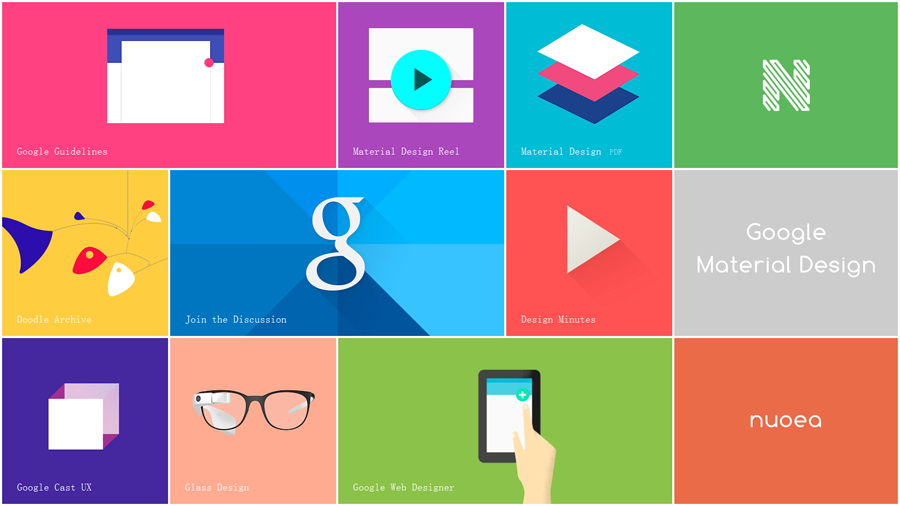 Google Guidelines
Material Design Reel
Material Design PDF
N
Doodle Archive
g
Join the Discussion
Design Minutes
Google
Material Design
Google Cast UX
Glass Design
Google Web Designer
nuoea